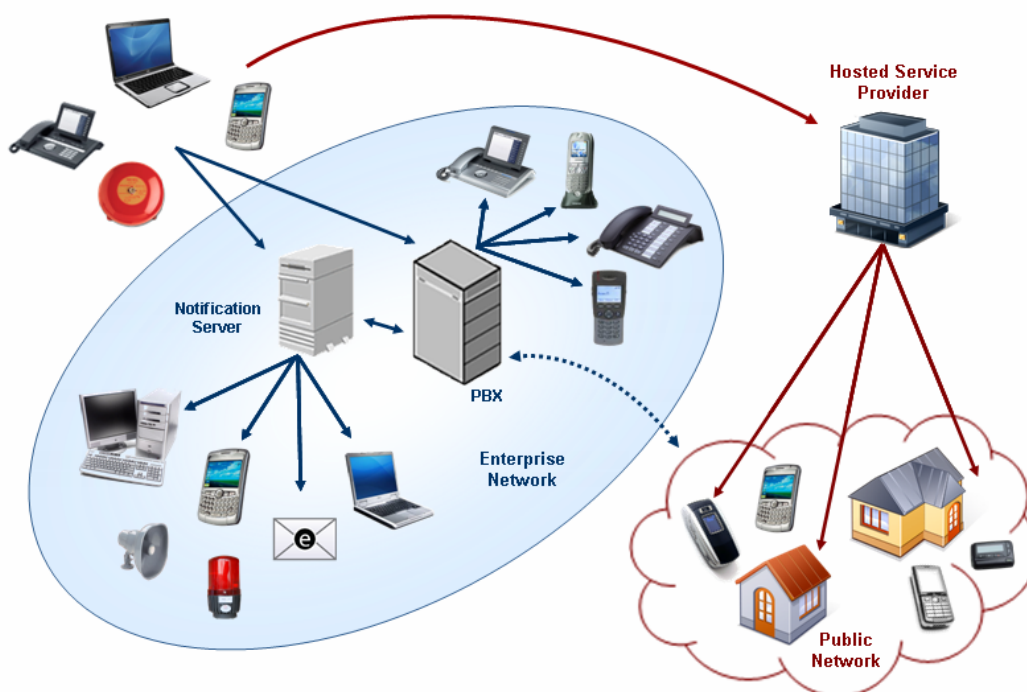 Hosted Service
Provider
Notification
Server
PBX
Enterprise
Network
e
Public
Network